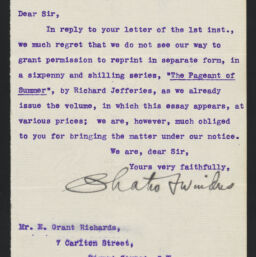 Dear Sir,
In reply to your letter of the 1st inst.,
we much regret that we do not see our way to
grant permission to reprint in separate form, in
a sixpenny and shilling series, "The Pageant of
Summer", by Richard Jefferies, as we already
issue the volume, in which this essay appears, at
various prices; we are, however, much obliged
to you for bringing the matter under our notice.
We are, dear Sir,
Yours very faithfully,
Chatto & Windus
Mr. E. Grant Richards,
7 Carlton Street,